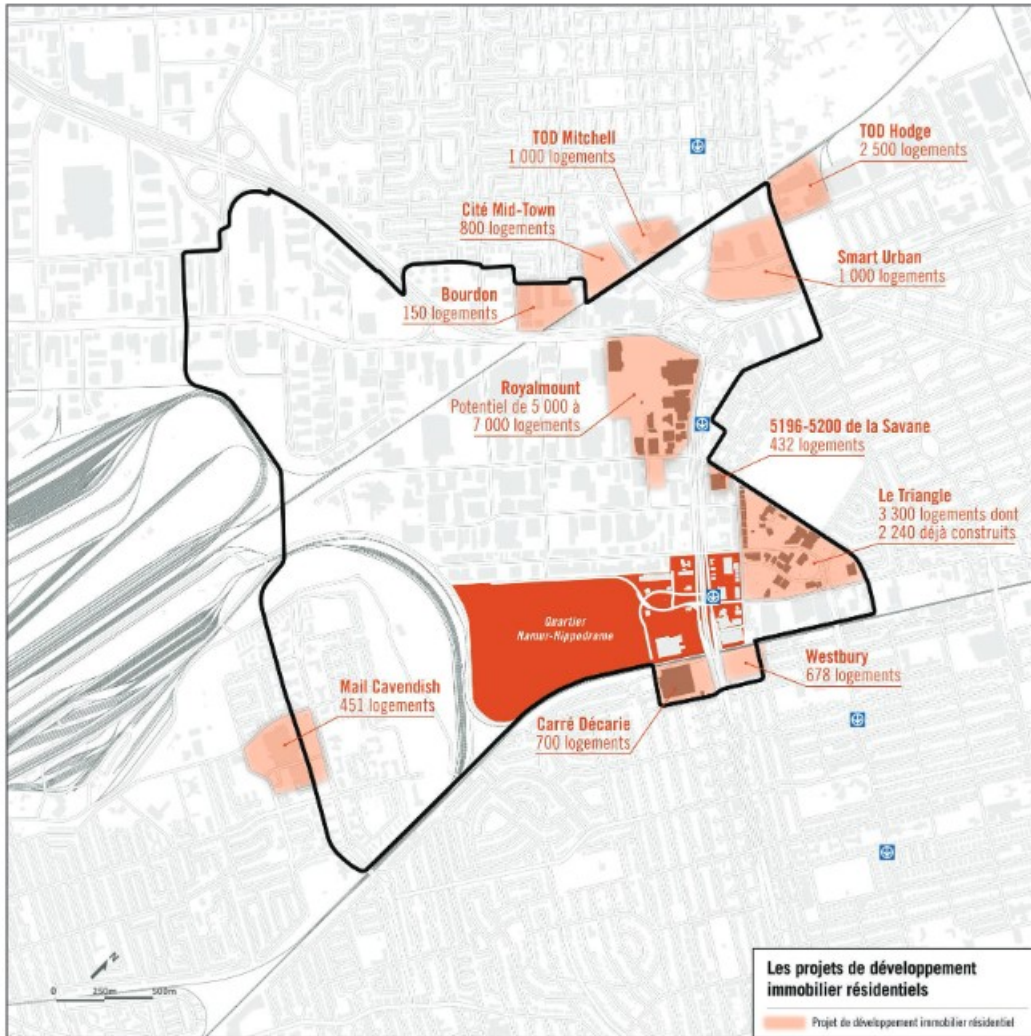 TOD Mitchell
1 000 logements
TOD Hodge
2 500 logements
Cité Mid-Town
800 logements
Smart Urban
1 000 logements
Bourdon
150 logements
Royalmount
Potentiel de 5 000 à
7 000 logements
5196-5200 de la Savane
432 logements
Le Triangle
3 300 logements dont
2 240 déjà construits
Quartier
Namur-Hippodrome
Westbury
678 logements
Mail Cavendish
451 logements
Carré Décarie
700 logements
N
0 250m 500m
Les projets de développement
immobilier résidentiels
Projet de développement immobilier résidentiel